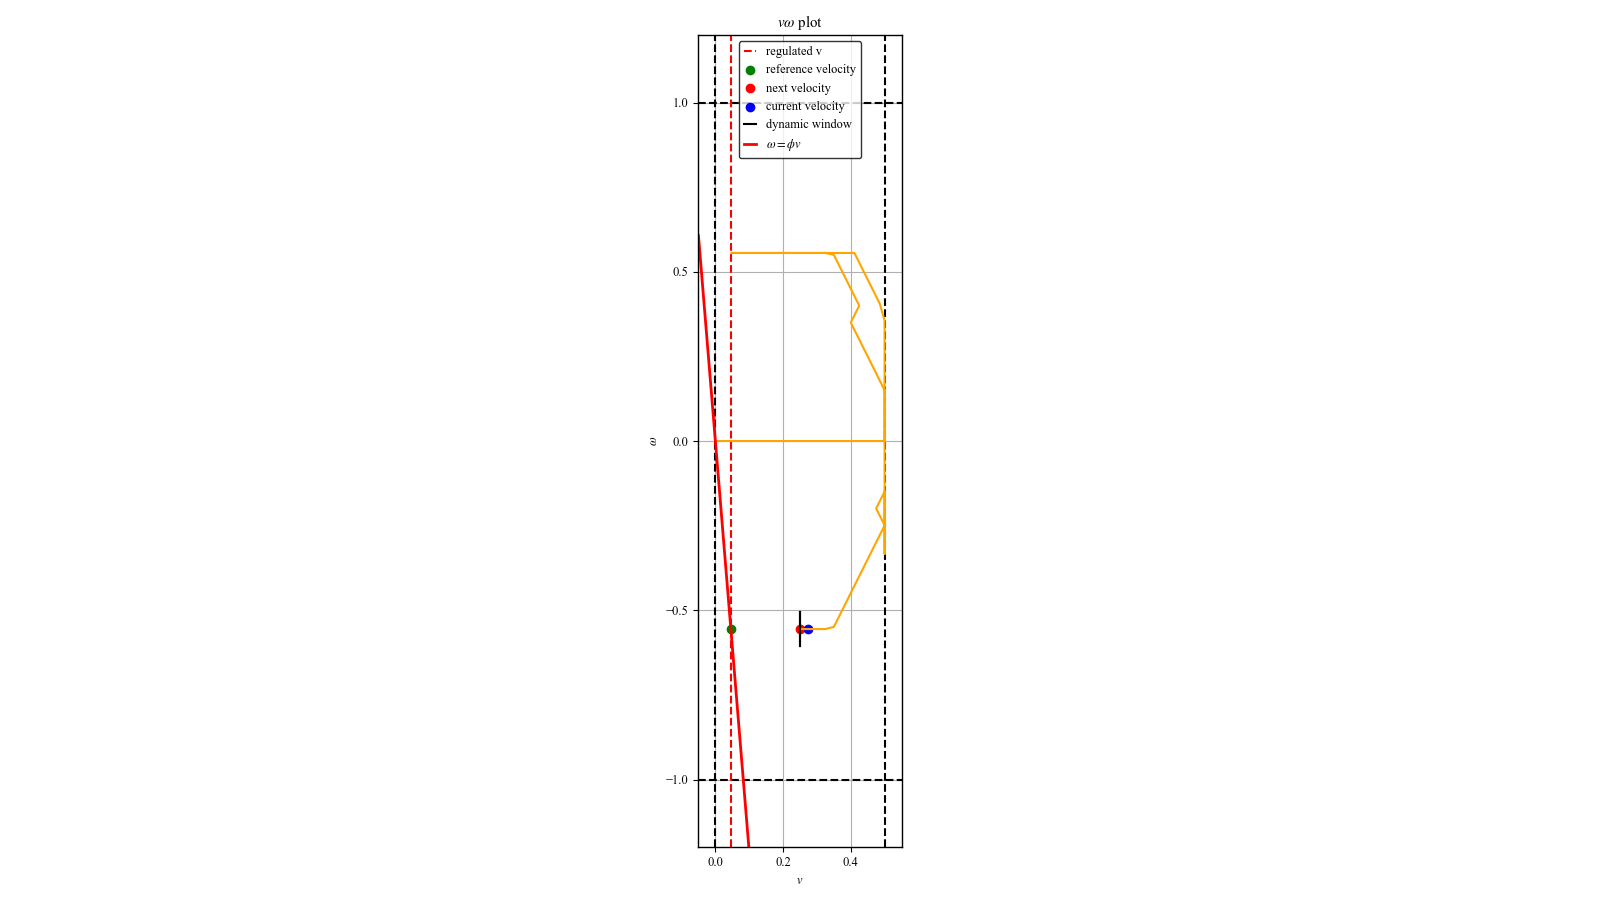 vω plot
regulated v
reference velocity
next velocity
current velocity
dynamic window
ω = ϕv
1.0
0.5
0.0
−0.5
−1.0
ω
0.0 0.2 0.4
v